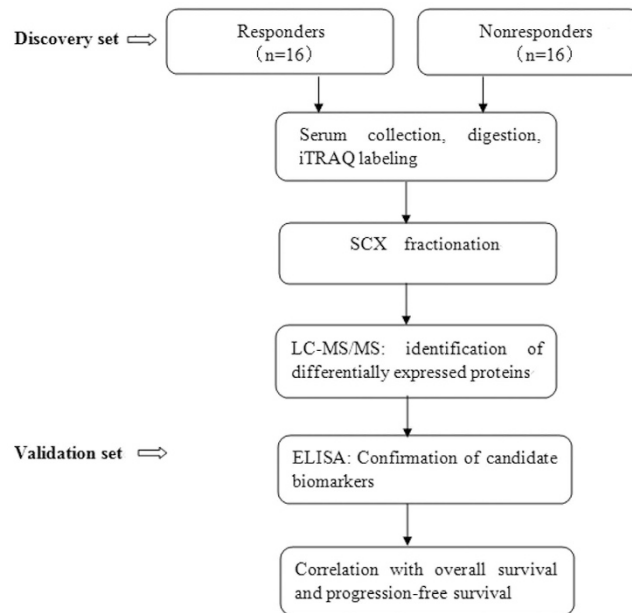 Discovery set
Responders
（n=16）
Nonresponders
（n=16）
Serum collection, digestion,
iTRAQ labeling
SCX fractionation
LC-MS/MS: identification of
differentially expressed proteins
Validation set
ELISA: Confirmation of candidate
biomarkers
Correlation with overall survival
and progression-free survival